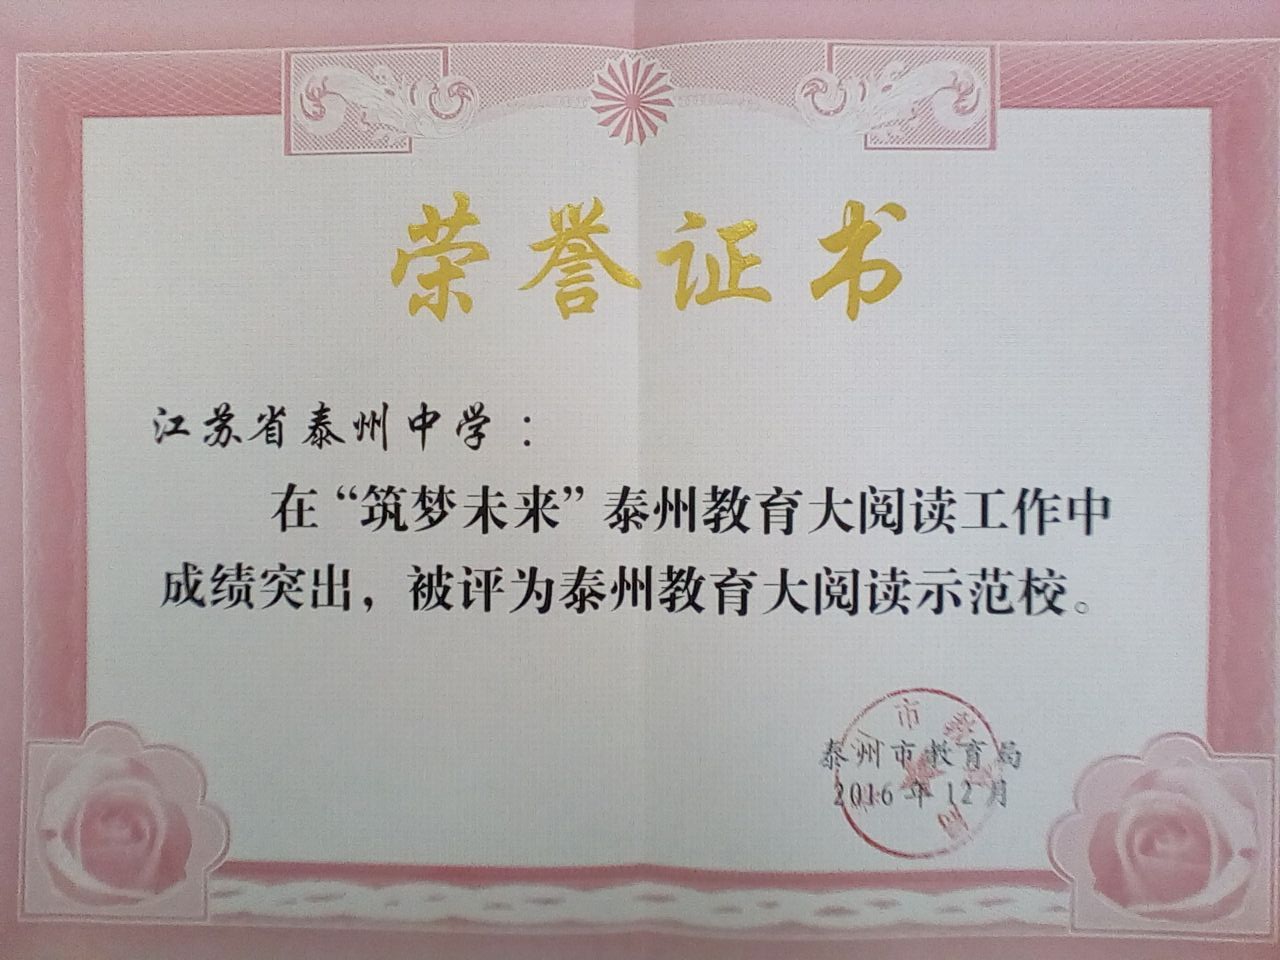 荣誉证书
江苏省泰州中学：
在“筑梦未来”泰州教育大阅读工作中
成绩突出，被评为泰州教育大阅读示范校。
泰州市教育局
2016年12月